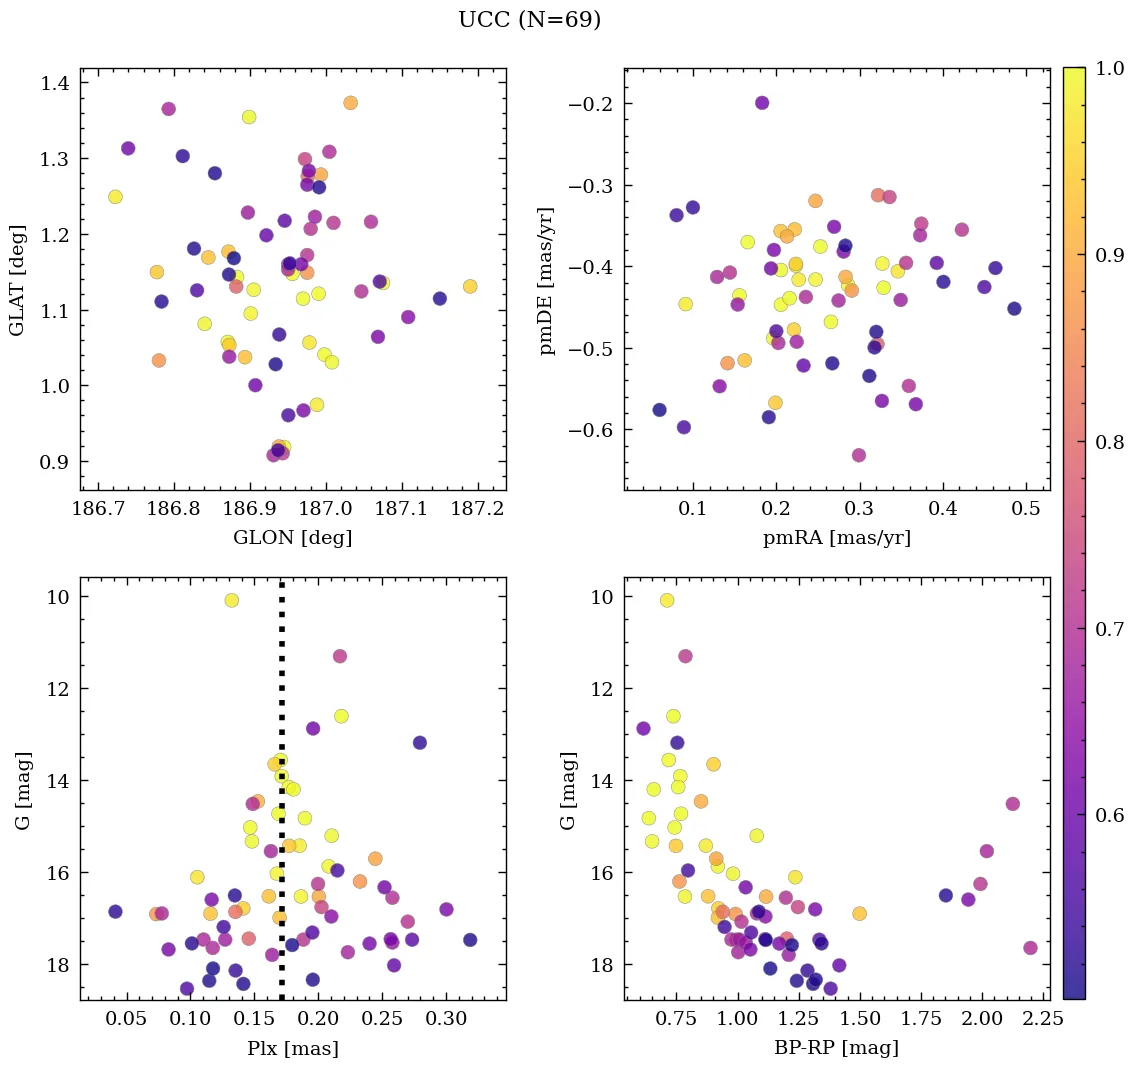 UCC (N=69)
1.4
1.3
1.2
1.1
1.0
0.9
GLAT [deg]
186.7 186.8 186.9 187.0 187.1 187.2
GLON [deg]
−0.2
−0.3
−0.4
−0.5
−0.6
pmDE [mas/yr]
0.1 0.2 0.3 0.4 0.5
pmRA [mas/yr]
10
12
14
16
18
G [mag]
0.05 0.10 0.15 0.20 0.25 0.30
Plx [mas]
10
12
14
16
18
G [mag]
0.75 1.00 1.25 1.50 1.75 2.00 2.25
BP-RP [mag]
1.0
0.9
0.8
0.7
0.6